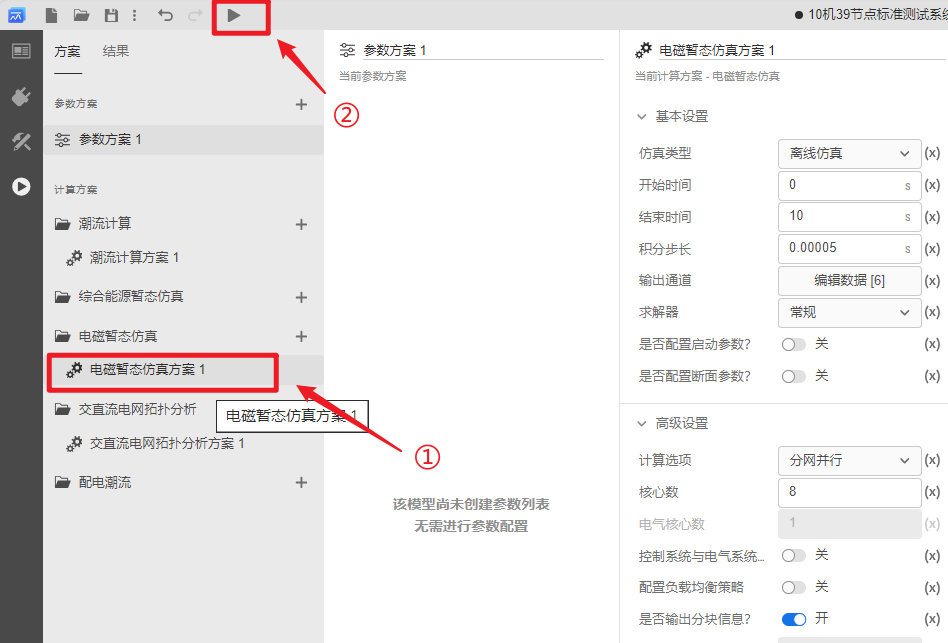 ● 10机39节点标准测试系统
方案 结果
参数方案
参数方案 1
计算方案
潮流计算
潮流计算方案 1
综合能源暂态仿真
电磁暂态仿真
电磁暂态仿真方案 1
交直流电网拓扑分析
电磁暂态仿真方案 1
交直流电网拓扑分析方案 1
配电潮流
①
②
参数方案 1
当前参数方案
该模型尚未创建参数列表
无需进行参数配置
电磁暂态仿真方案 1
当前计算方案 - 电磁暂态仿真
基本设置
仿真类型 离线仿真 (x)
开始时间 0 s (x)
结束时间 10 s (x)
积分步长 0.00005 s (x)
输出通道 编辑数据 [6] (x)
求解器 常规 (x)
是否配置启动参数? 关 (x)
是否配置断面参数? 关 (x)
高级设置
计算选项 分网并行 (x)
核心数 8 (x)
电气核心数 1 (x)
控制系统与电气系统... 关 (x)
配置负载均衡策略 关 (x)
是否输出分块信息? 开 (x)